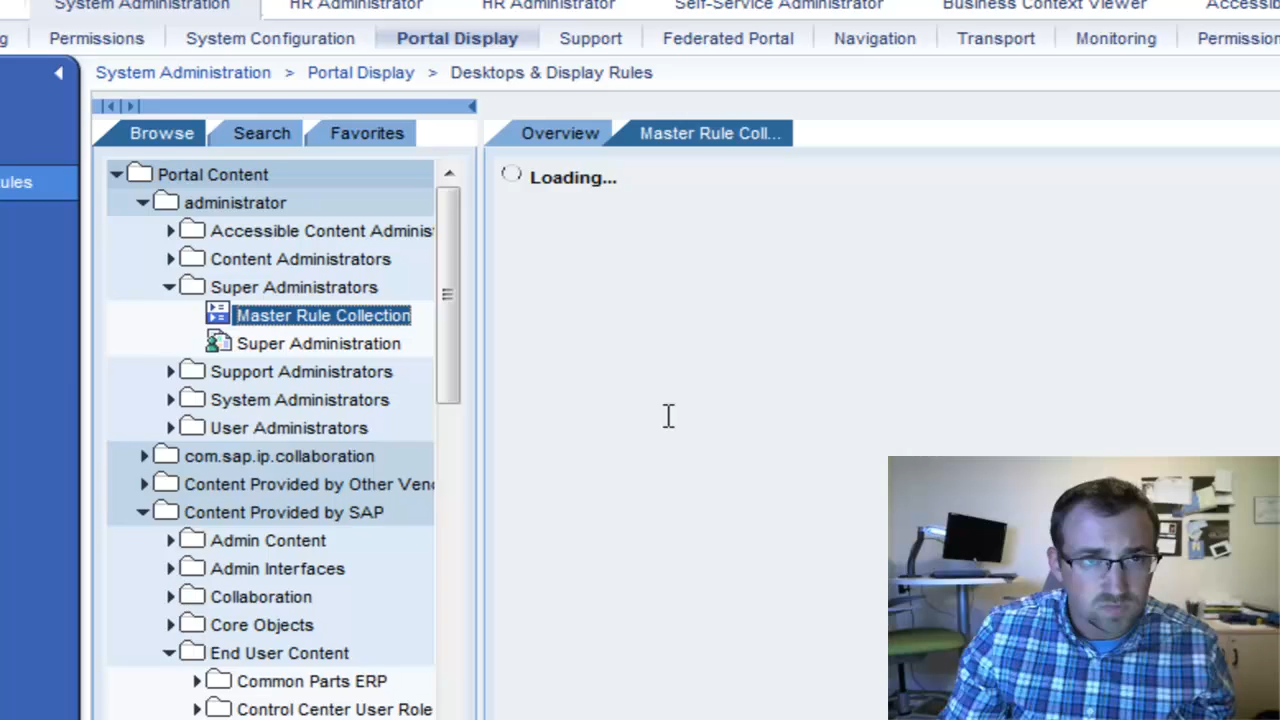 System Administration HR Administrator HR Administrator Self-Service Administrator Business Context Viewer
Permissions System Configuration Portal Display Support Federated Portal Navigation Transport Monitoring
System Administration > Portal Display > Desktops & Display Rules
Browse Search Favorites Overview Master Rule Coll...
Portal Content
Loading...
administrator
Accessible Content Adminis
Content Administrators
Super Administrators
Master Rule Collection
Super Administration
Support Administrators
System Administrators
User Administrators
com.sap.ip.collaboration
Content Provided by Other Ven
Content Provided by SAP
Admin Content
Admin Interfaces
Collaboration
Core Objects
End User Content
Common Parts ERP
Control Center User Role